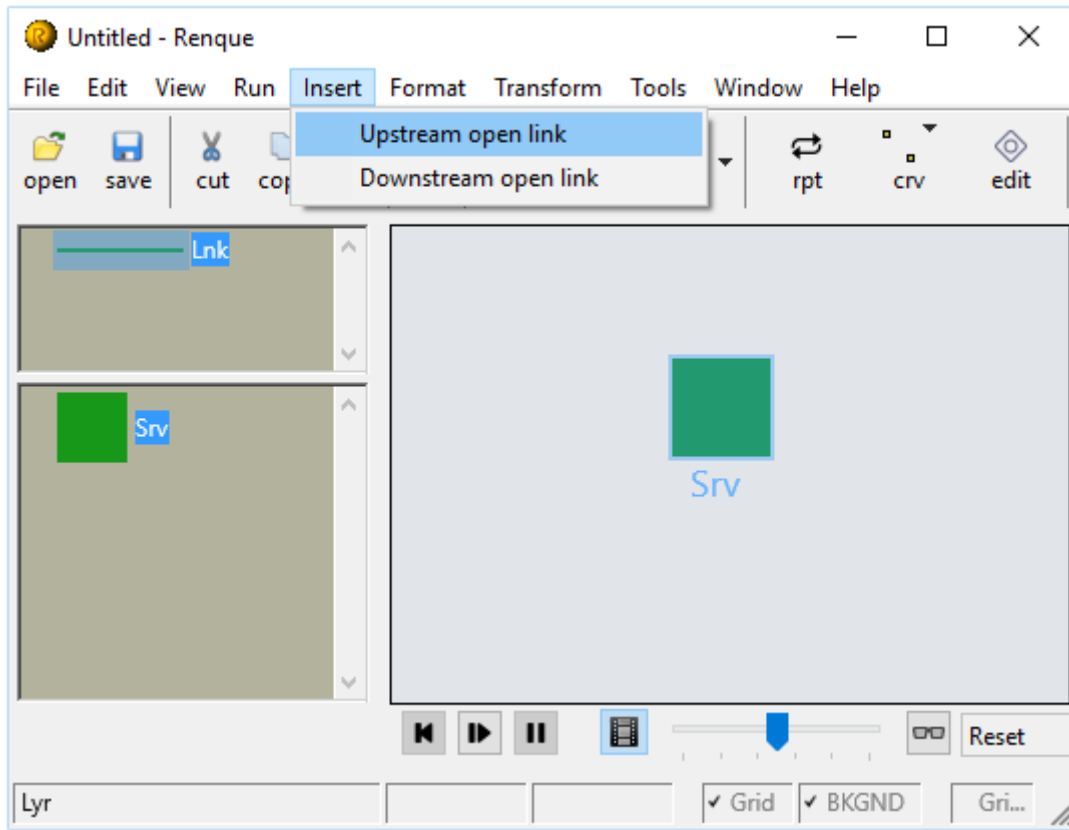 Untitled - Renque
File Edit View Run Insert Format Transform Tools Window Help
Upstream open link
Downstream open link
open save cut cop rpt crv edit
Lnk
Srv
Srv
Reset
Lyr Grid BKGND Gri...